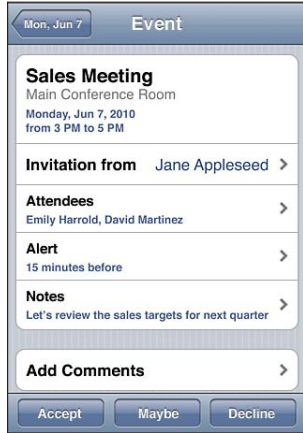 Mon, Jun 7
Event
Sales Meeting
Main Conference Room
Monday, Jun 7, 2010
from 3 PM to 5 PM
Invitation from Jane Appleseed
Attendees
Emily Harrold, David Martinez
Alert
15 minutes before
Notes
Let's review the sales targets for next quarter
Add Comments
Accept Maybe Decline